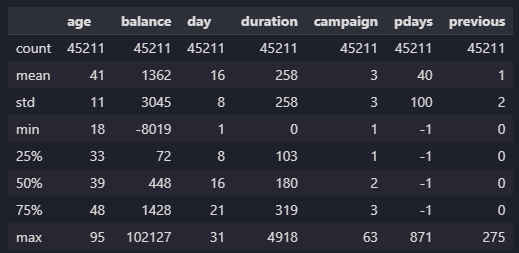 age balance day duration campaign pdays previous
count 45211 45211 45211 45211 45211 45211 45211
mean 41 1362 16 258 3 40 1
std 11 3045 8 258 3 100 2
min 18 -8019 1 0 1 -1 0
25% 33 72 8 103 1 -1 0
50% 39 448 16 180 2 -1 0
75% 48 1428 21 319 3 -1 0
max 95 102127 31 4918 63 871 275